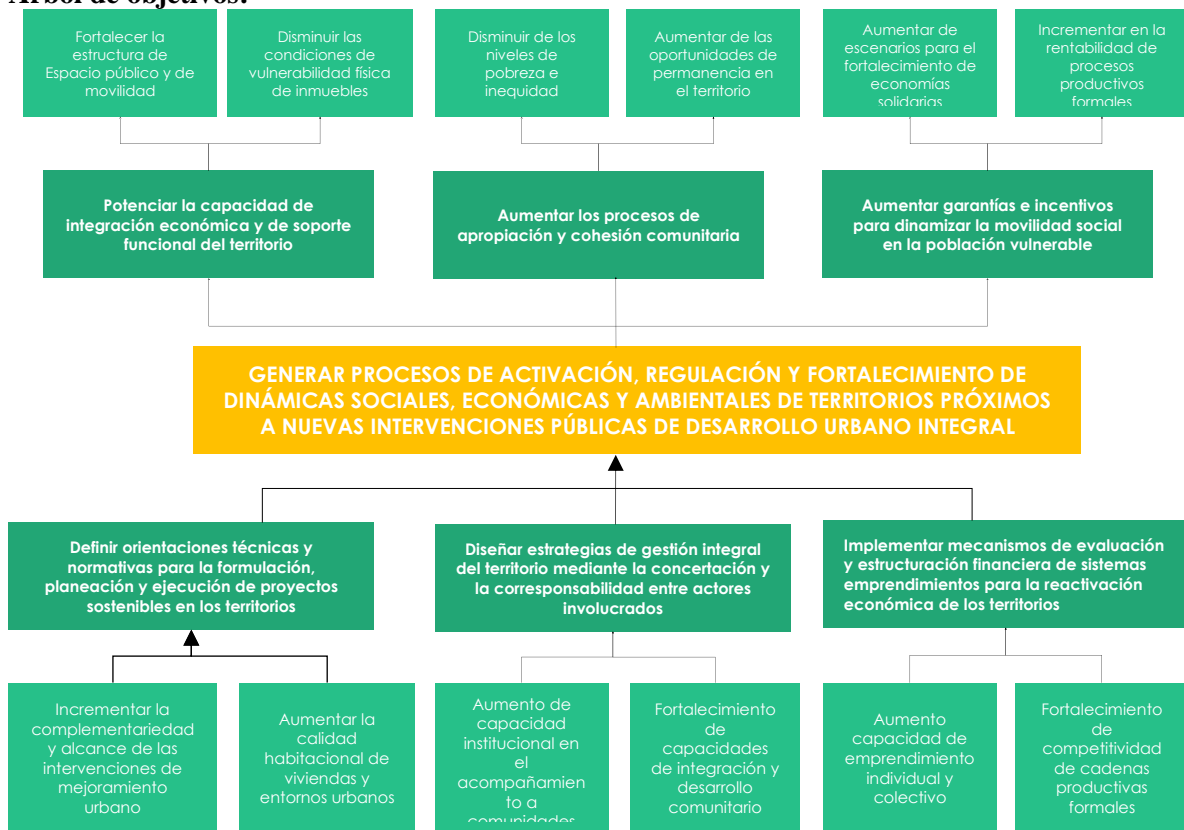 Árbol de objetivos:
Fortalecer la
estructura de
Espacio público y de
movilidad
Disminuir las
condiciones de
vulnerabilidad física
de inmuebles
Disminuir de los
niveles de
pobreza e
inequidad
Aumentar de las
oportunidades de
permanencia en
el territorio
Aumentar de
escenarios para el
fortalecimiento de
economías
solidarias
Incrementar en la
rentabilidad de
procesos
productivos
formales
Potenciar la capacidad de
integración económica y de soporte
funcional del territorio
Aumentar los procesos de
apropiación y cohesión comunitaria
Aumentar garantías e incentivos
para dinamizar la movilidad social
en la población vulnerable
GENERAR PROCESOS DE ACTIVACIÓN, REGULACIÓN Y FORTALECIMIENTO DE
DINÁMICAS SOCIALES, ECONÓMICAS Y AMBIENTALES DE TERRITORIOS PRÓXIMOS
A NUEVAS INTERVENCIONES PÚBLICAS DE DESARROLLO URBANO INTEGRAL
Definir orientaciones técnicas y
normativas para la formulación,
planeación y ejecución de proyectos
sostenibles en los territorios
Diseñar estrategias de gestión integral
del territorio mediante la concertación y
la corresponsabilidad entre actores
involucrados
Implementar mecanismos de evaluación
y estructuración financiera de sistemas
emprendimientos para la reactivación
económica de los territorios
Incrementar la
complementariedad
y alcance de las
intervenciones de
mejoramiento
urbano
Aumentar la
calidad
habitacional de
viviendas y
entornos urbanos
Aumento de
capacidad
institucional en
el
acompañamien
to a
comunidades
Fortalecimiento
de
capacidades
de integración y
desarrollo
comunitario
Aumento
capacidad de
emprendimiento
individual y
colectivo
Fortalecimiento
de
competitividad
de cadenas
productivas
formales